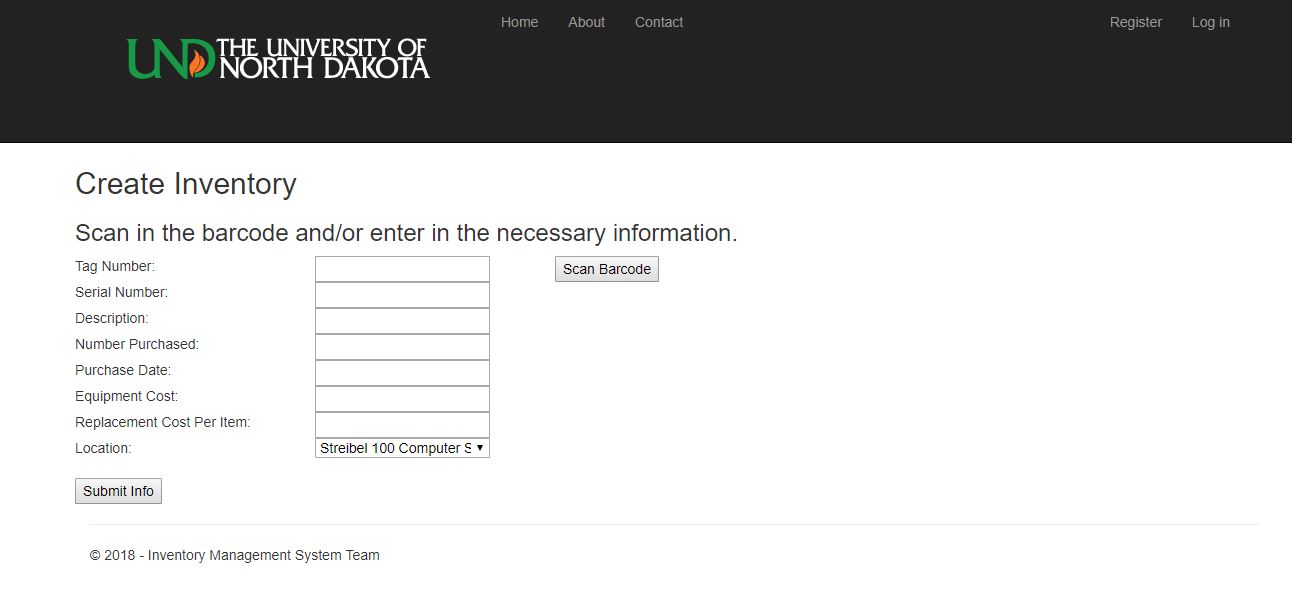 Home About Contact Register Log in
UND THE UNIVERSITY OF
NORTH DAKOTA
Create Inventory
Scan in the barcode and/or enter in the necessary information.
Tag Number: Scan Barcode
Serial Number:
Description:
Number Purchased:
Purchase Date:
Equipment Cost:
Replacement Cost Per Item:
Location: Streibel 100 Computer S
Submit Info
© 2018 - Inventory Management System Team